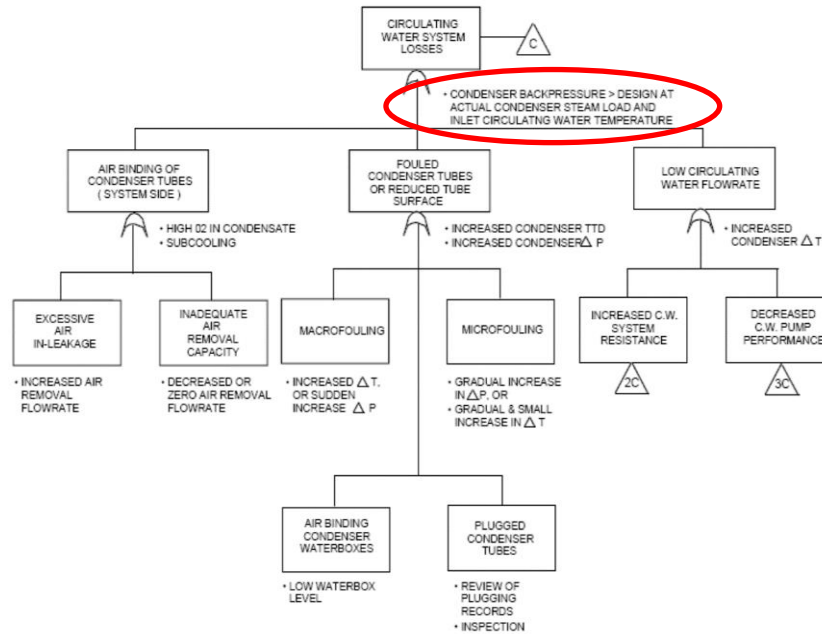 CIRCULATING
WATER SYSTEM
LOSSES
C
• CONDENSER BACKPRESSURE > DESIGN AT
ACTUAL CONDENSER STEAM LOAD AND
INLET CIRCULATNG WATER TEMPERATURE
AIR BINDING OF
CONDENSER TUBES
( SYSTEM SIDE )
FOULED
CONDENSER TUBES
OR REDUCED TUBE
SURFACE
LOW CIRCULATING
WATER FLOWRATE
• HIGH 02 IN CONDENSATE
• SUBCOOLING
• INCREASED CONDENSER TTD
• INCREASED CONDENSER △ P
• INCREASED
CONDENSER △ T
EXCESSIVE
AIR
IN-LEAKAGE
INADEQUATE
AIR
REMOVAL
CAPACITY
MACROFOULING
MICROFOULING
INCREASED C.W.
SYSTEM
RESISTANCE
DECREASED
C.W. PUMP
PERFORMANCE
• INCREASED AIR
REMOVAL
FLOWRATE
• DECREASED OR
ZERO AIR REMOVAL
FLOWRATE
• INCREASED △ T,
OR SUDDEN
INCREASE △ P
• GRADUAL INCREASE
IN △P, OR
• GRADUAL & SMALL
INCREASE IN △ T
2C
3C
AIR BINDING
CONDENSER
WATERBOXES
PLUGGED
CONDENSER
TUBES
• LOW WATERBOX
LEVEL
• REVIEW OF
PLUGGING
RECORDS
• INSPECTION